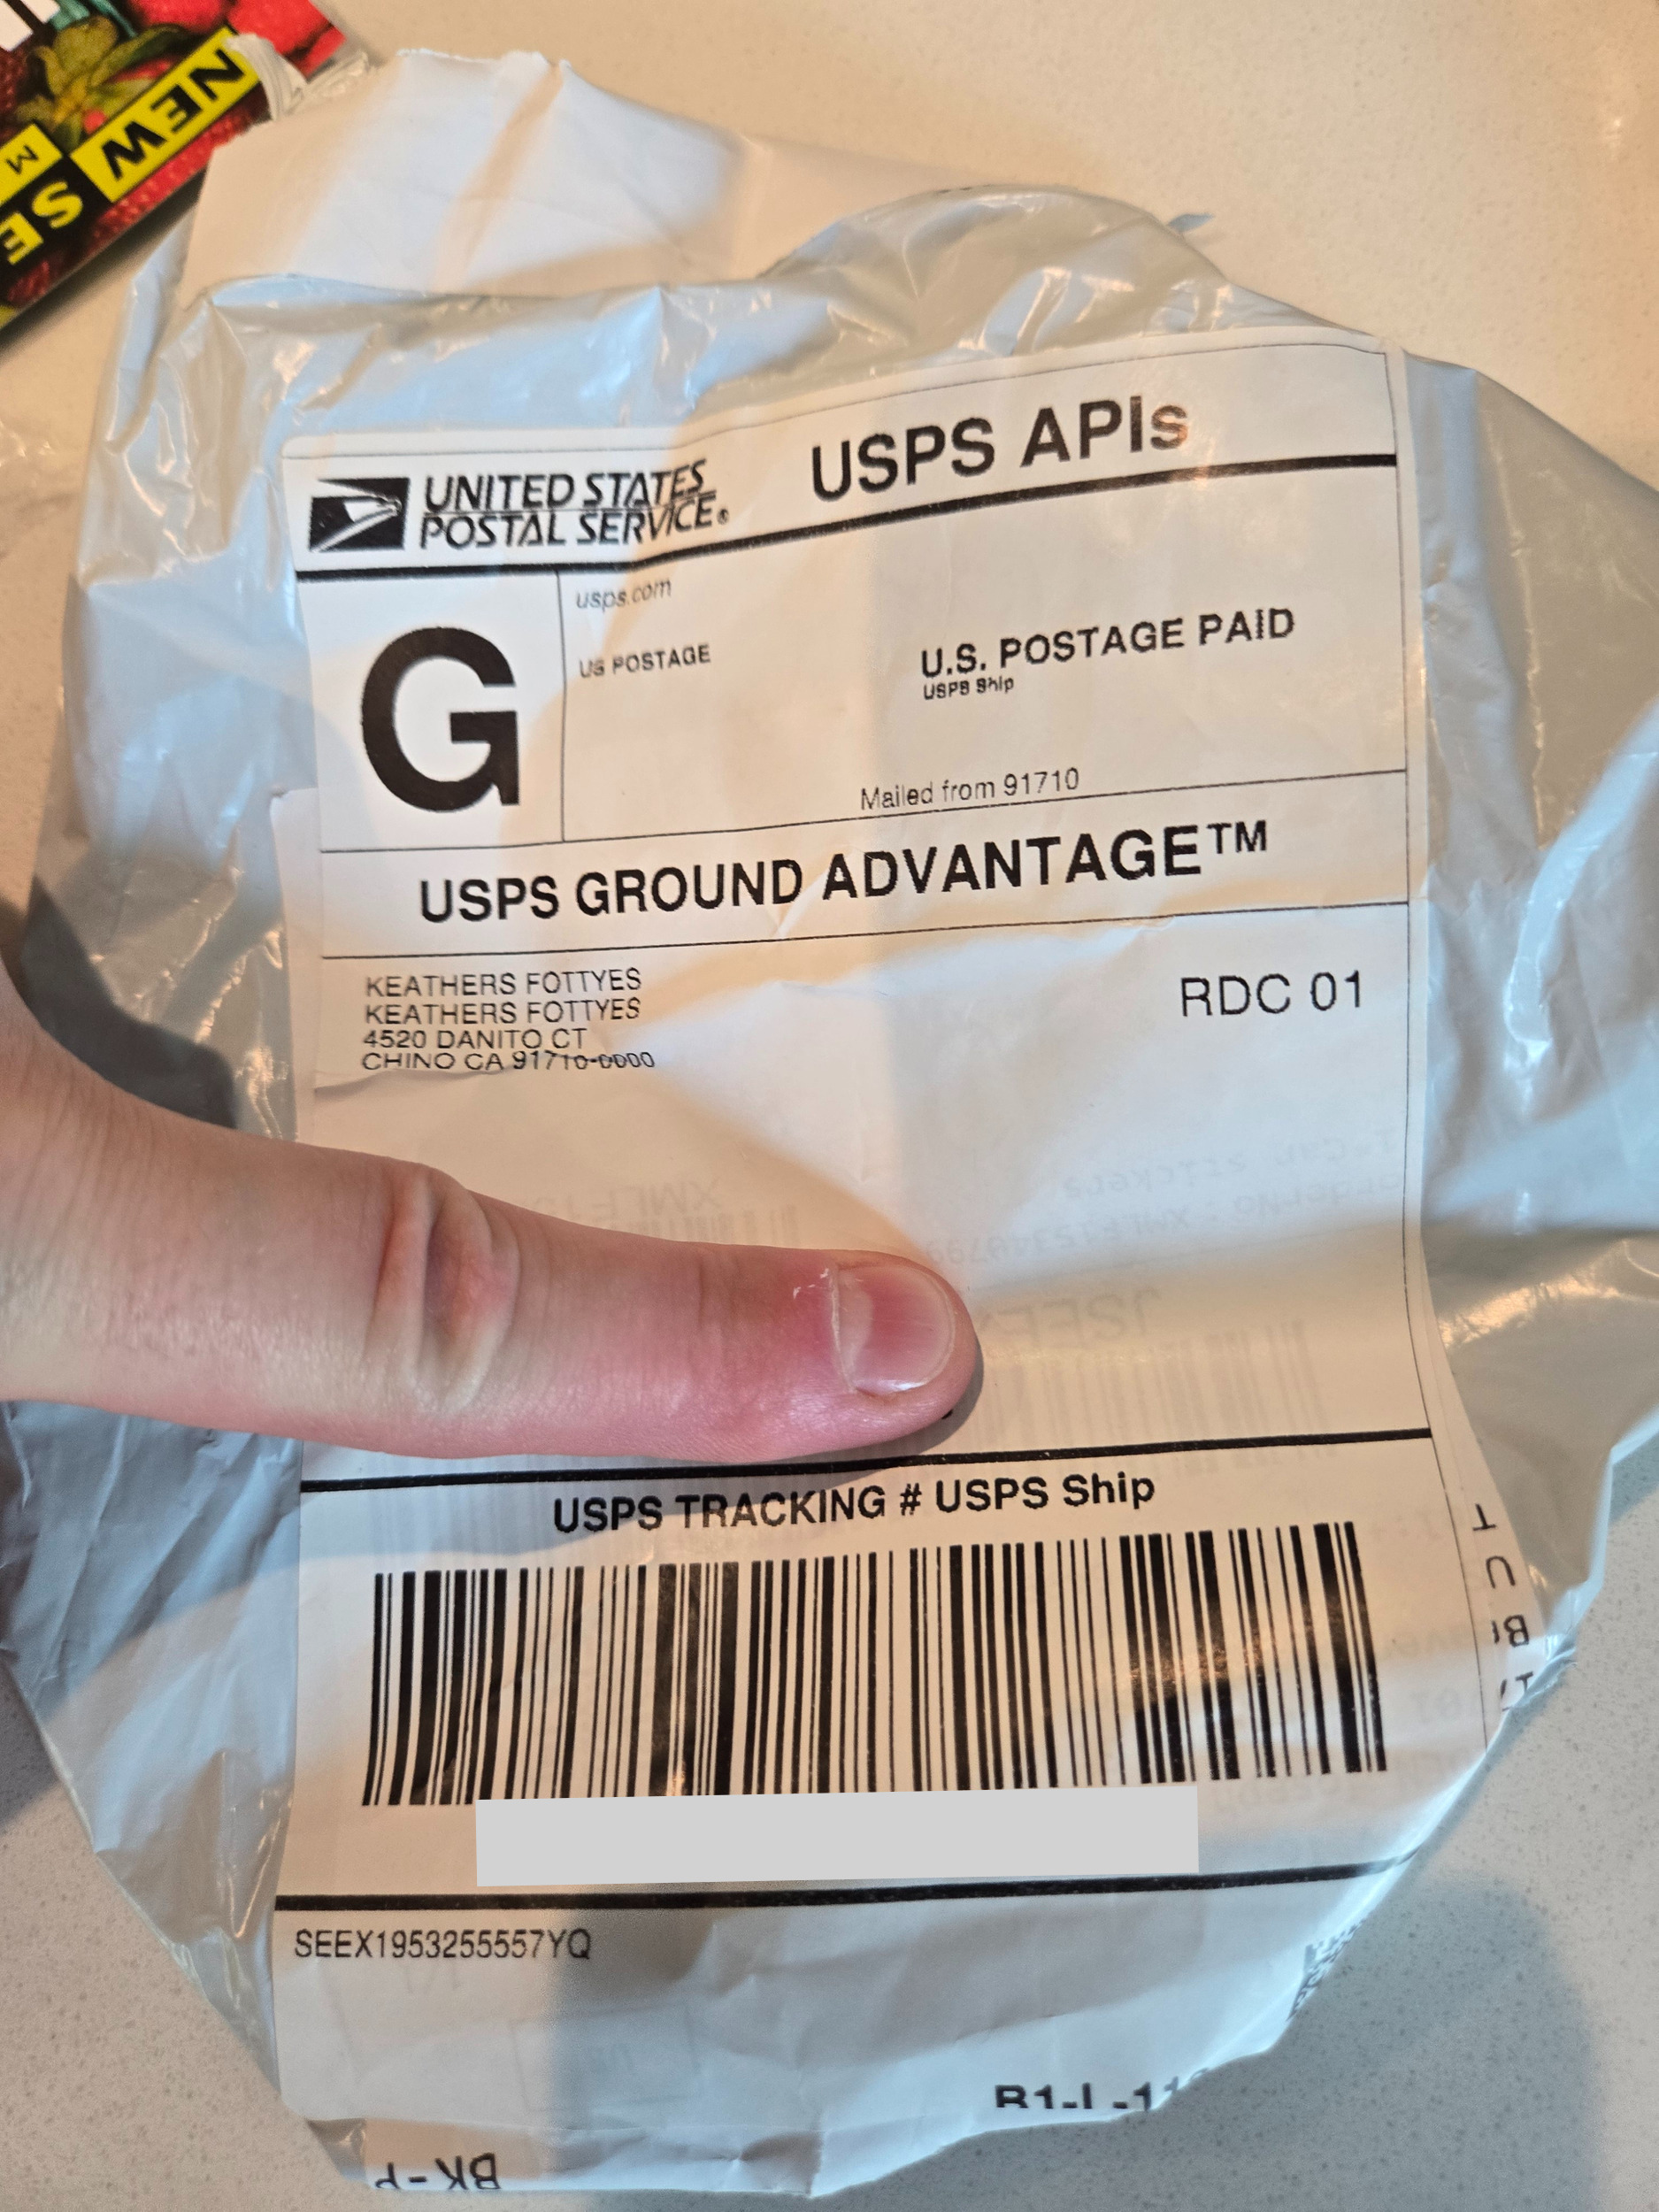 NEW
M
SE
USPS APIs
UNITED STATES
POSTAL SERVICE®
G
usps.com
US POSTAGE
U.S. POSTAGE PAID
USPS Ship
Mailed from 91710
USPS GROUND ADVANTAGE™
KEATHERS FOTTYES
KEATHERS FOTTYES
4520 DANITO CT
CHINO CA 91710-0000
RDC 01
USPS TRACKING # USPS Ship
SEEX1953255557YQ